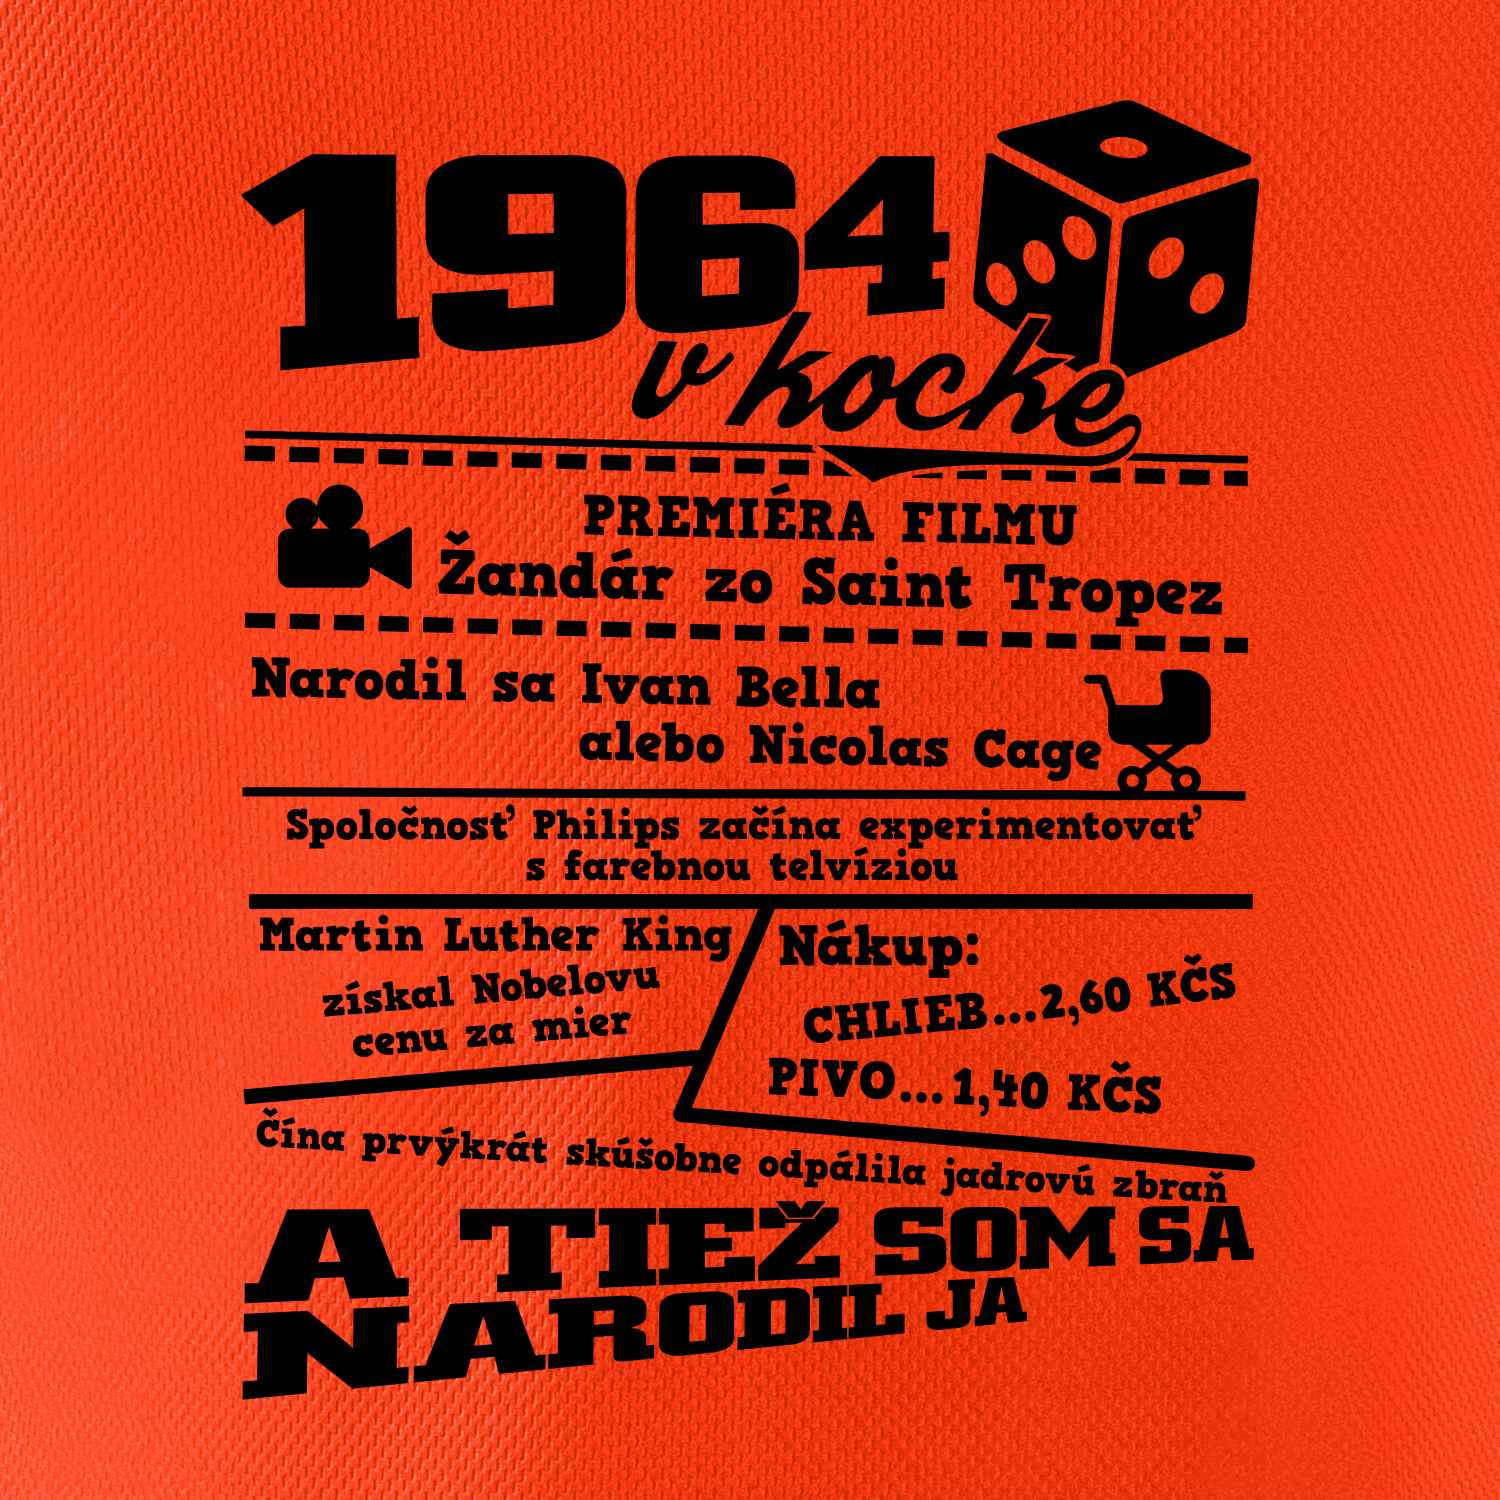 1964
v kocke
PREMIÉRA FILMU
Žandár zo Saint Tropez
Narodil sa Ivan Bella
alebo Nicolas Cage
Spoločnosť Philips začína experimentovať
s farebnou telvíziou
Martin Luther King
získal Nobelovu
cenu za mier
Nákup:
CHLIEB...2,60 KČS
PIVO...1,40 KČS
Čína prvýkrát skúšobne odpálila jadrovú zbraň
A TIEŽ SOM SA
NARODIL JA